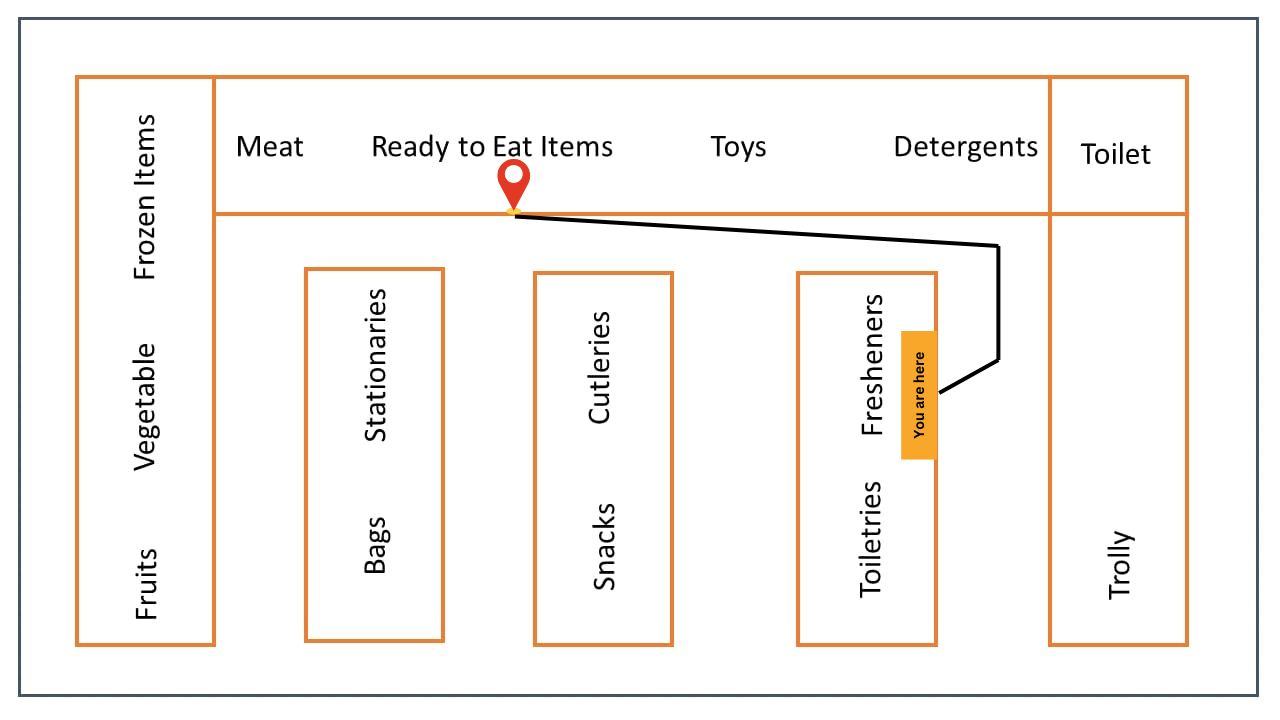 Meat
Ready to Eat Items
Toys
Detergents
Toilet
Frozen Items
Vegetable
Fruits
Stationaries
Bags
Cutleries
Snacks
Fresheners
Toiletries
You are here
Trolly